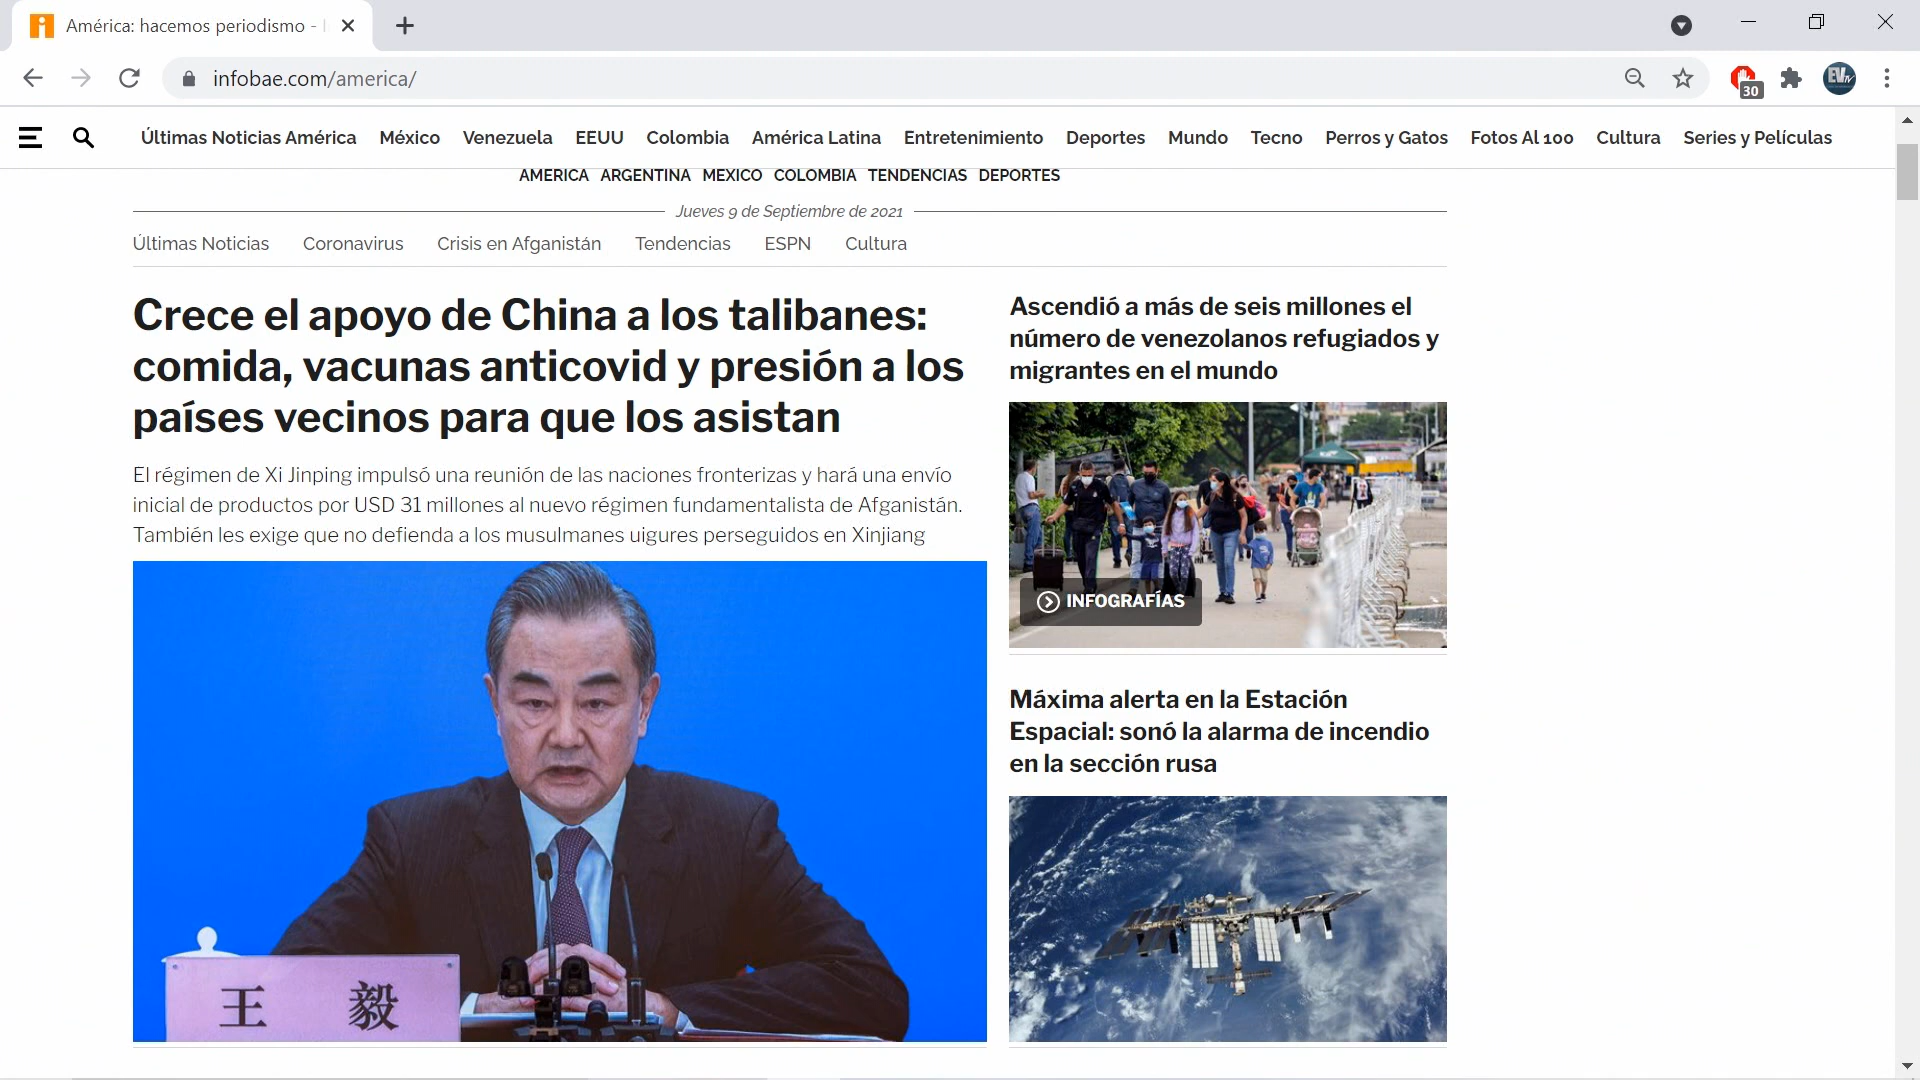 América: hacemos periodismo -
infobae.com/america/
30
EVtv
Últimas Noticias América México Venezuela EEUU Colombia América Latina Entretenimiento Deportes Mundo Tecno Perros y Gatos Fotos Al 100 Cultura Series y Películas
AMERICA ARGENTINA MEXICO COLOMBIA TENDENCIAS DEPORTES
Jueves 9 de Septiembre de 2021
Últimas Noticias Coronavirus Crisis en Afganistán Tendencias ESPN Cultura
Crece el apoyo de China a los talibanes:
comida, vacunas anticovid y presión a los
países vecinos para que los asistan
El régimen de Xi Jinping impulsó una reunión de las naciones fronterizas y hará una envío
inicial de productos por USD 31 millones al nuevo régimen fundamentalista de Afganistán.
También les exige que no defienda a los musulmanes uigures perseguidos en Xinjiang
王 毅
Ascendió a más de seis millones el
número de venezolanos refugiados y
migrantes en el mundo
INFOGRAFÍAS
Máxima alerta en la Estación
Espacial: sonó la alarma de incendio
en la sección rusa